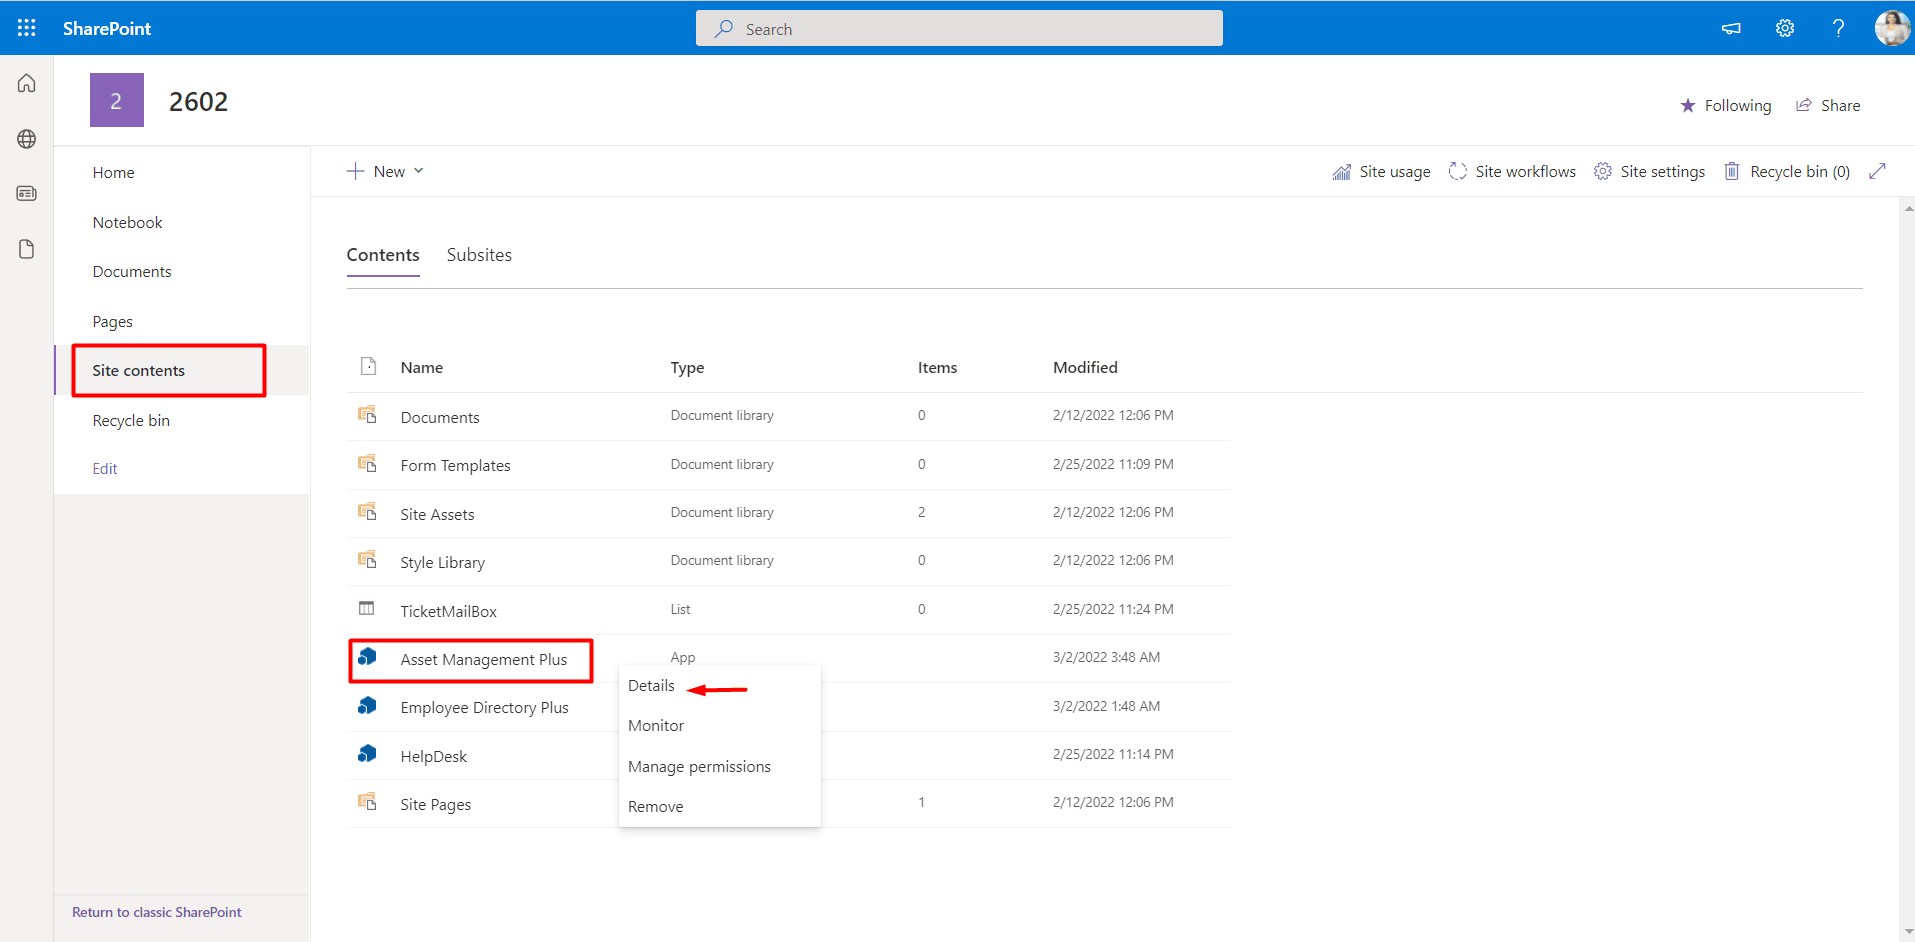 SharePoint
Search
?
2
2602
Following
Share
Home
Notebook
Documents
Pages
Site contents
Recycle bin
Edit
New
Site usage
Site workflows
Site settings
Recycle bin (0)
Contents
Subsites
Name Type Items Modified
Documents Document library 0 2/12/2022 12:06 PM
Form Templates Document library 0 2/25/2022 11:09 PM
Site Assets Document library 2 2/12/2022 12:06 PM
Style Library Document library 0 2/12/2022 12:06 PM
TicketMailBox List 0 2/25/2022 11:24 PM
Asset Management Plus App 3/2/2022 3:48 AM
Employee Directory Plus 3/2/2022 1:48 AM
HelpDesk 2/25/2022 11:14 PM
Site Pages 1 2/12/2022 12:06 PM
Details
Monitor
Manage permissions
Remove
Return to classic SharePoint